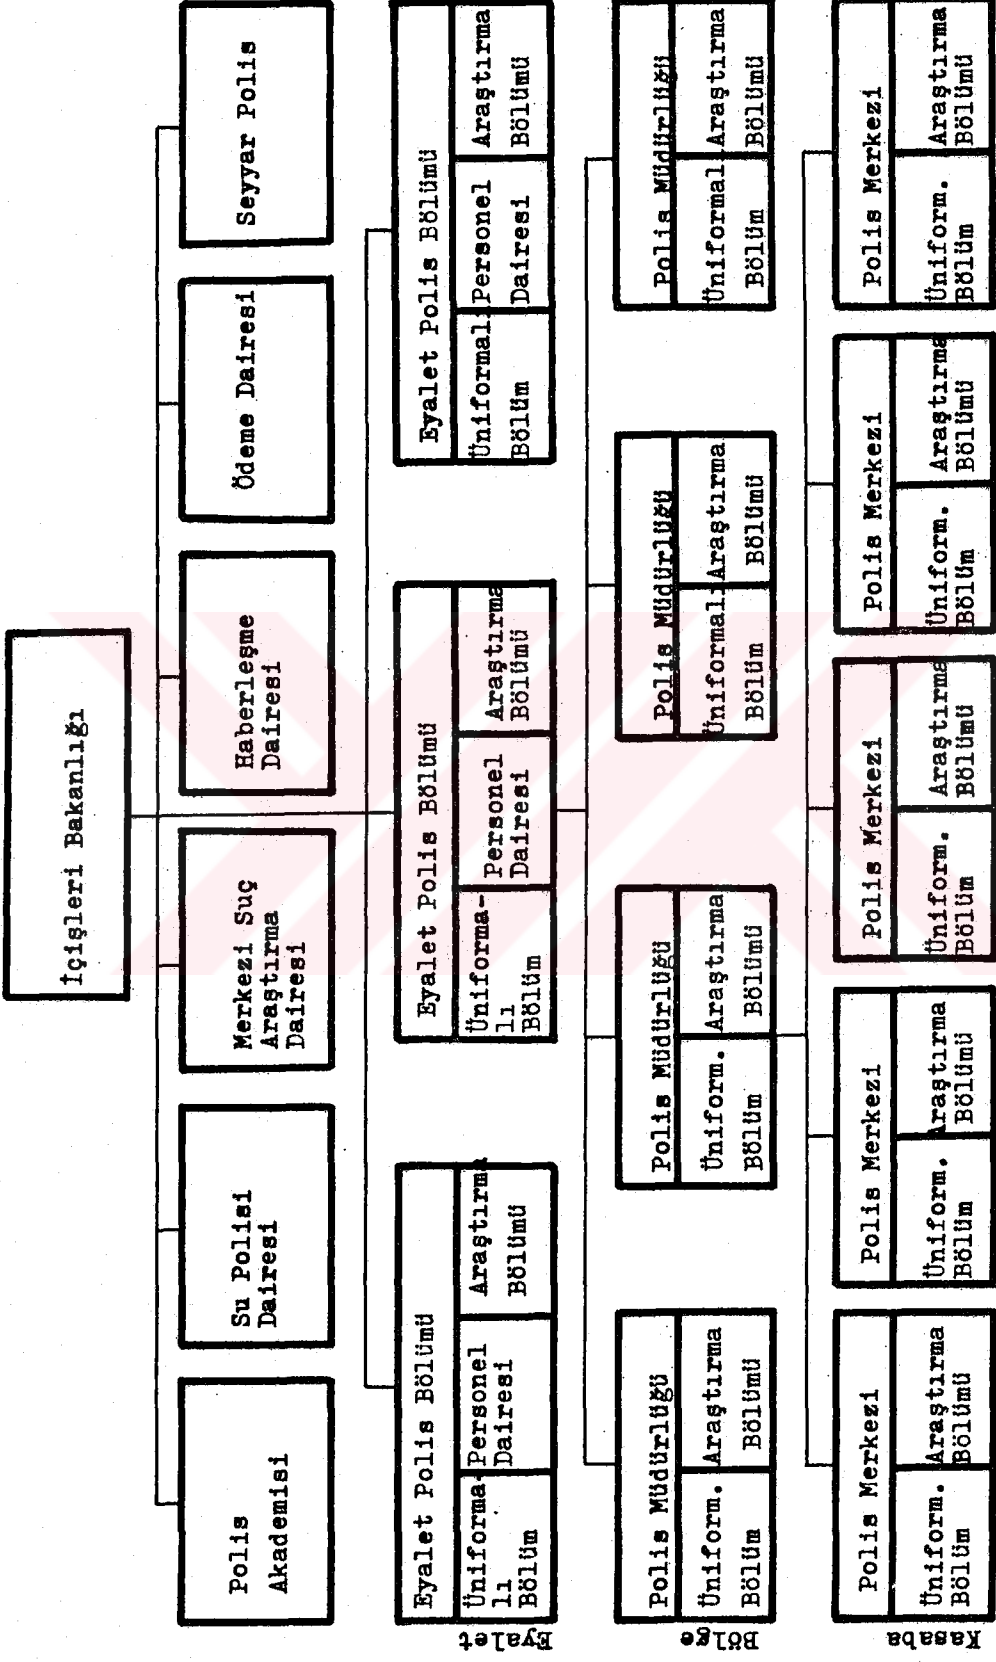 İçişleri Bakanlığı
Polis
Akademisi
Su Polisi
Dairesi
Merkezi Suç
Araştırma
Dairesi
Haberleşme
Dairesi
Ödeme Dairesi
Seyyar Polis
Eyalet
Eyalet Polis Bölümü
Üniforma-
lı
Bölüm
Personel
Dairesi
Araştırma
Bölümü
Eyalet Polis Bölümü
Üniforma-
lı
Bölüm
Personel
Dairesi
Araştırma
Bölümü
Eyalet Polis Bölümü
Üniformalı
Bölüm
Personel
Dairesi
Araştırma
Bölümü
Bölge
Polis Müdürlüğü
Üniform.
Bölüm
Araştırma
Bölümü
Polis Müdürlüğü
Üniform.
Bölüm
Araştırma
Bölümü
Polis Müdürlüğü
Üniformalı
Bölüm
Araştırma
Bölümü
Polis Müdürlüğü
Üniformalı
Bölüm
Araştırma
Bölümü
Kasaba
Polis Merkezi
Üniform.
Bölüm
Araştırma
Bölümü
Polis Merkezi
Üniform.
Bölüm
Araştırma
Bölümü
Polis Merkezi
Üniform.
Bölüm
Araştırma
Bölümü
Polis Merkezi
Üniform.
Bölüm
Araştırma
Bölümü
Polis Merkezi
Üniform.
Bölüm
Araştırma
Bölümü